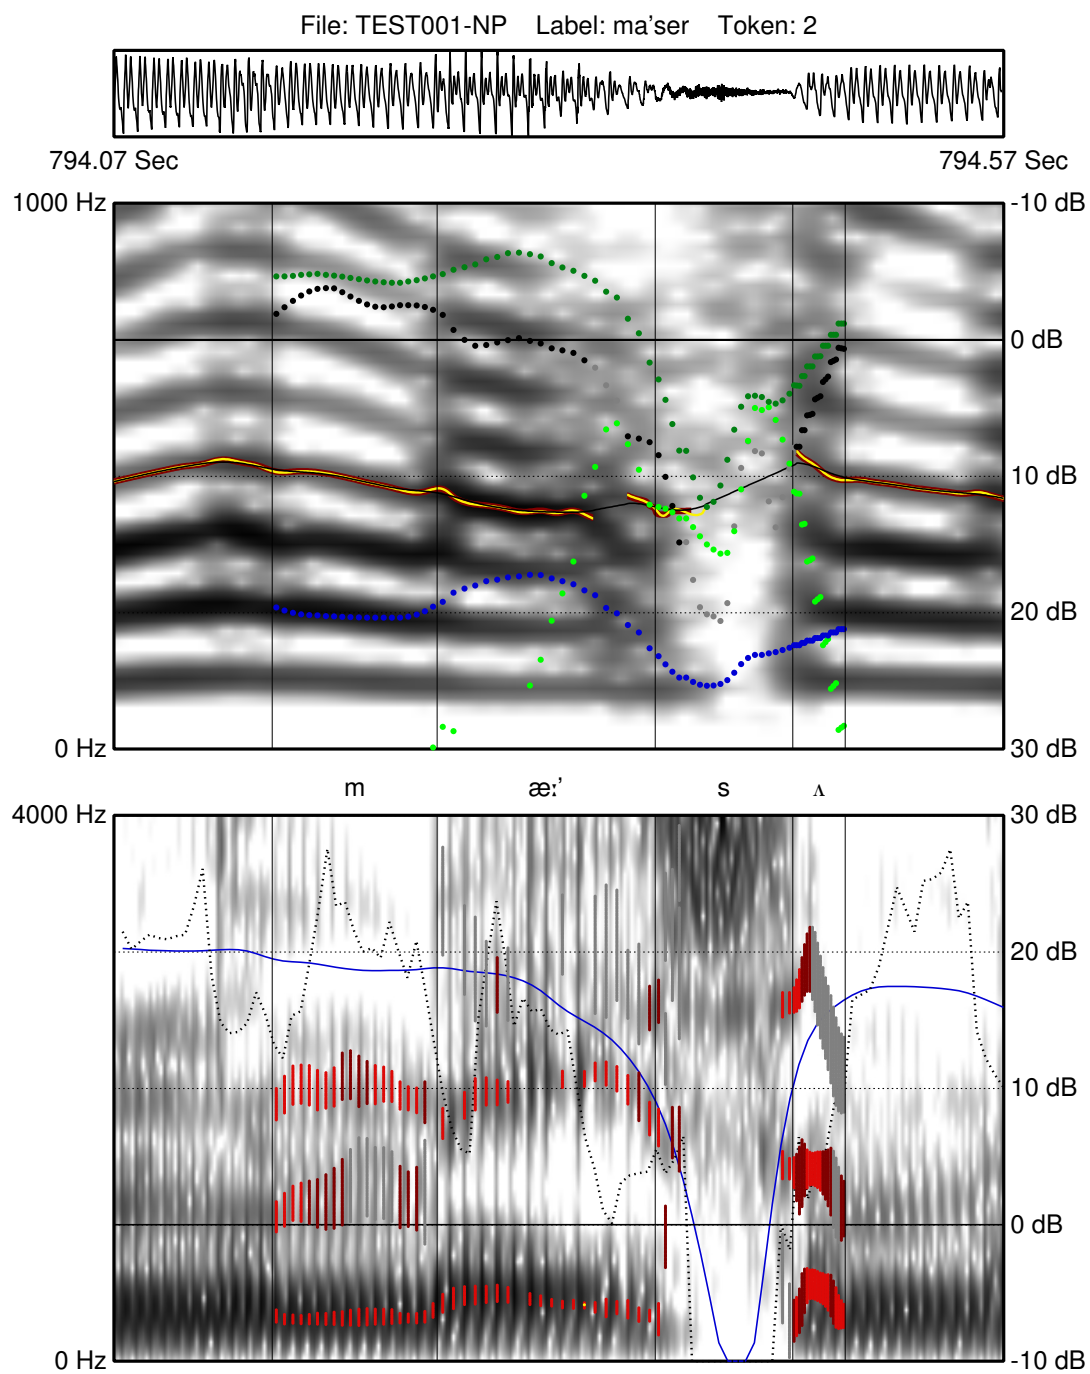 File: TEST001-NP Label: ma'ser Token: 2
794.07 Sec 794.57 Sec
1000 Hz -10 dB
0 dB
10 dB
20 dB
0 Hz 30 dB
m æː' s ʌ
4000 Hz 30 dB
20 dB
10 dB
0 dB
0 Hz -10 dB